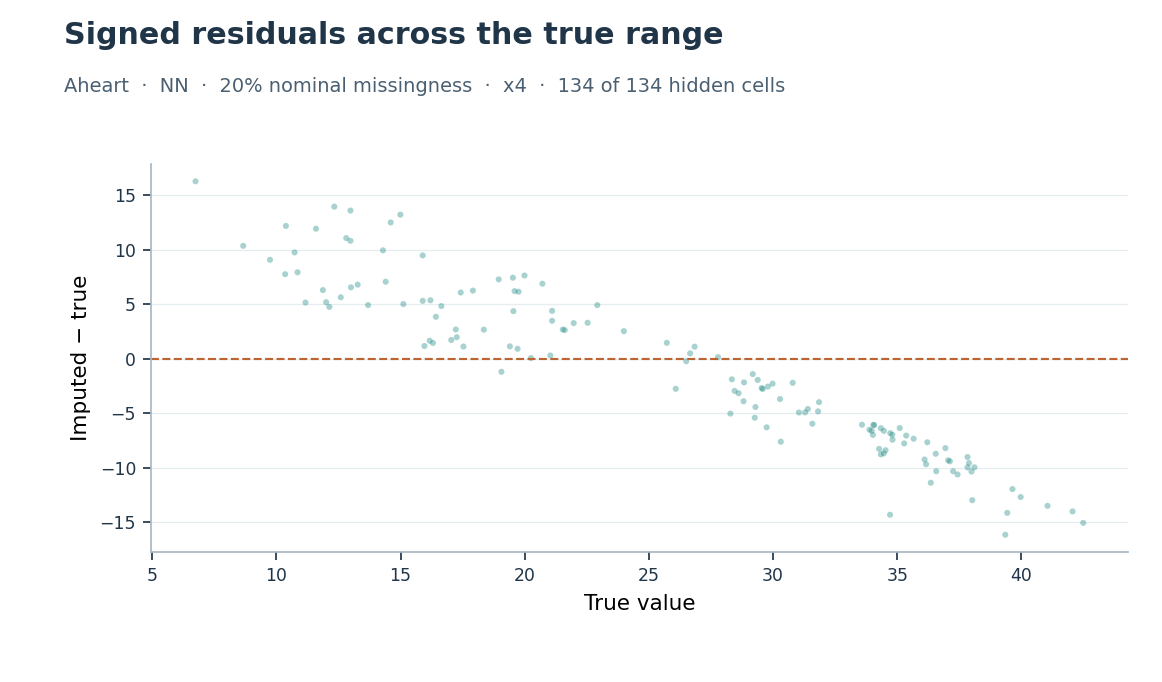 Signed residuals across the true range
Aheart · NN · 20% nominal missingness · x4 · 134 of 134 hidden cells
Imputed − true
15
10
5
0
−5
−10
−15
5 10 15 20 25 30 35 40
True value